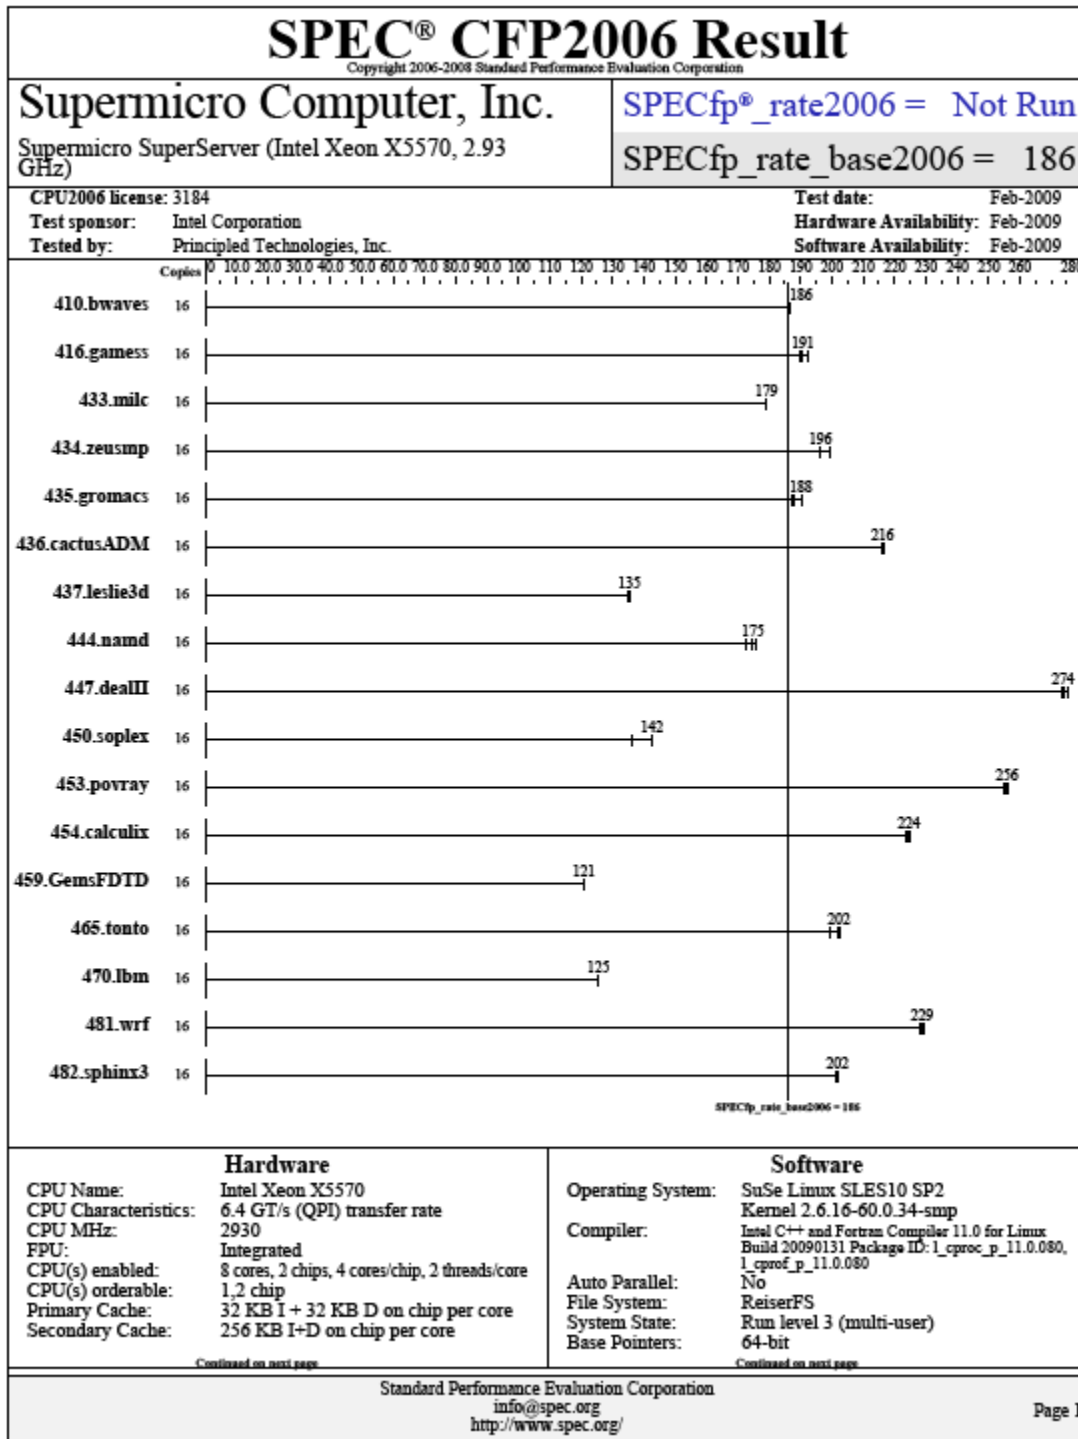 SPEC® CFP2006 Result
Copyright 2006-2008 Standard Performance Evaluation Corporation
Supermicro Computer, Inc.
Supermicro SuperServer (Intel Xeon X5570, 2.93
GHz)
SPECfp®_rate2006 = Not Run
SPECfp_rate_base2006 = 186
CPU2006 license: 3184
Test sponsor: Intel Corporation
Tested by: Principled Technologies, Inc.
Test date: Feb-2009
Hardware Availability: Feb-2009
Software Availability: Feb-2009
Copies 0 10.0 20.0 30.0 40.0 50.0 60.0 70.0 80.0 90.0 100 110 120 130 140 150 160 170 180 190 200 210 220 230 240 250 260 280
410.bwaves 16 186
416.gamess 16 191
433.milc 16 179
434.zeusmp 16 196
435.gromacs 16 188
436.cactusADM 16 216
437.leslie3d 16 135
444.namd 16 175
447.dealII 16 274
450.soplex 16 142
453.povray 16 256
454.calculix 16 224
459.GemsFDTD 16 121
465.tonto 16 202
470.lbm 16 125
481.wrf 16 229
482.sphinx3 16 202
SPECfp_rate_base2006 = 186
Hardware
CPU Name: Intel Xeon X5570
CPU Characteristics: 6.4 GT/s (QPI) transfer rate
CPU MHz: 2930
FPU: Integrated
CPU(s) enabled: 8 cores, 2 chips, 4 cores/chip, 2 threads/core
CPU(s) orderable: 1,2 chip
Primary Cache: 32 KB I + 32 KB D on chip per core
Secondary Cache: 256 KB I+D on chip per core
Continued on next page
Software
Operating System: SuSe Linux SLES10 SP2
Kernel 2.6.16-60.0.34-smp
Compiler: Intel C++ and Fortran Compiler 11.0 for Linux
Build 20090131 Package ID: l_cproc_p_11.0.080,
l_cprof_p_11.0.080
Auto Parallel: No
File System: ReiserFS
System State: Run level 3 (multi-user)
Base Pointers: 64-bit
Continued on next page
Standard Performance Evaluation Corporation
info@spec.org
http://www.spec.org/
Page 1